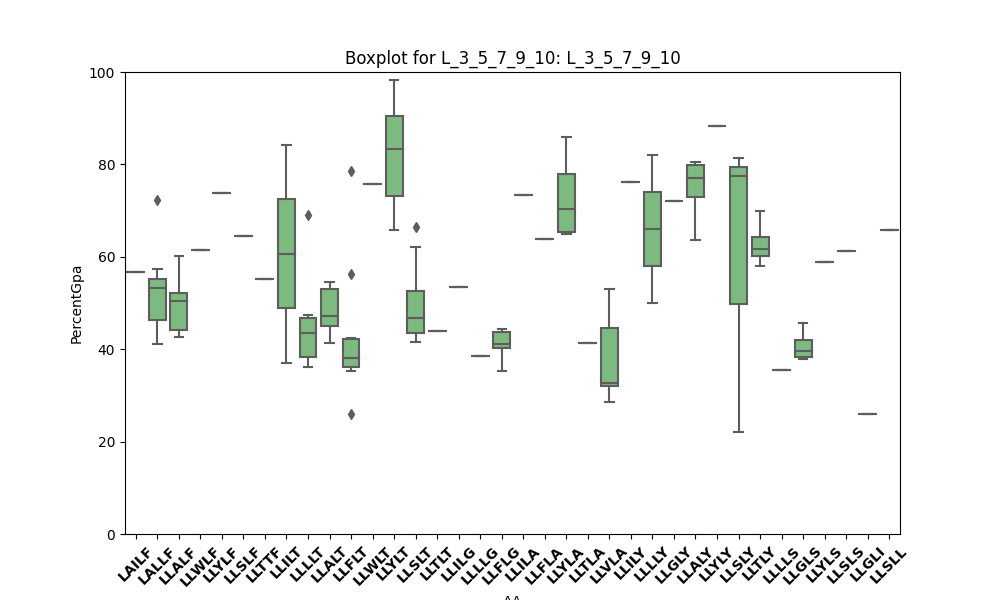 Boxplot for L_3_5_7_9_10: L_3_5_7_9_10
PercentGpa
100
80
60
40
20
0
LAILF
LALLF
LLALF
LLWLF
LLYLF
LLSLF
LLTTF
LLILT
LLLLT
LLALT
LLFLT
LLWLT
LLYLT
LLSLT
LLTLT
LLILG
LLLLG
LLFLG
LLILA
LLFLA
LLYLA
LLTLA
LLVLA
LLILY
LLLLY
LLGLY
LLALY
LLYLY
LLSLY
LLTLY
LLLLS
LLGLS
LLYLS
LLSLS
LLGLI
LLSLL